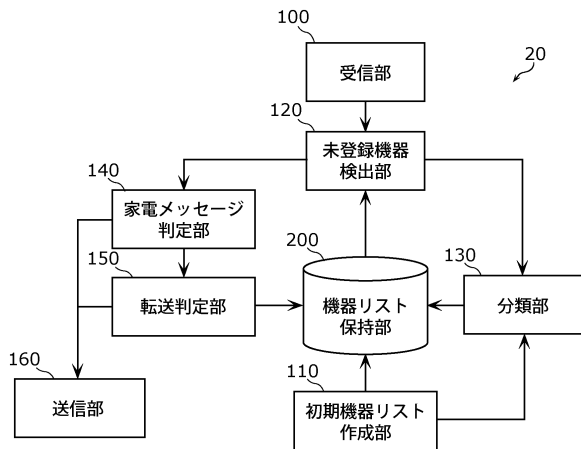 100
受信部
20
120
未登録機器
検出部
140
家電メッセージ
判定部
200
機器リスト
保持部
130
分類部
150
転送判定部
160
送信部
110
初期機器リスト
作成部